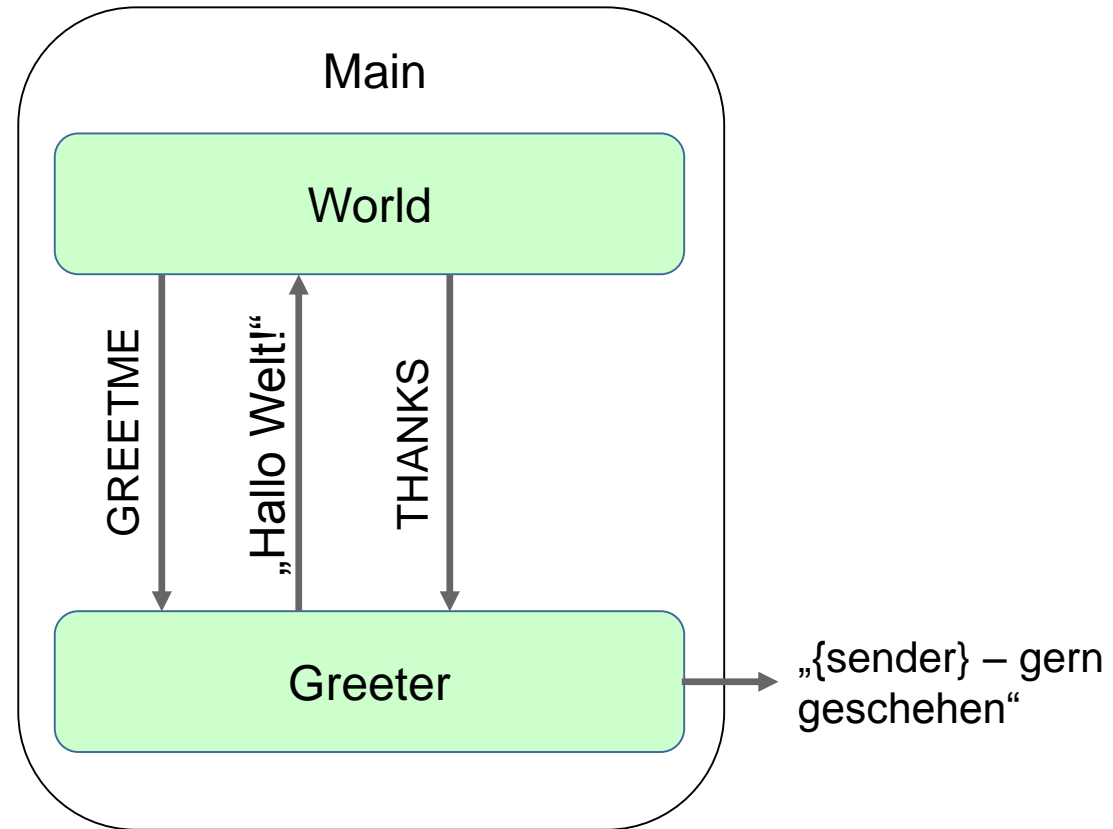 Main
World
GREETME
„Hallo Welt!“
THANKS
Greeter
„{sender} – gern
geschehen“